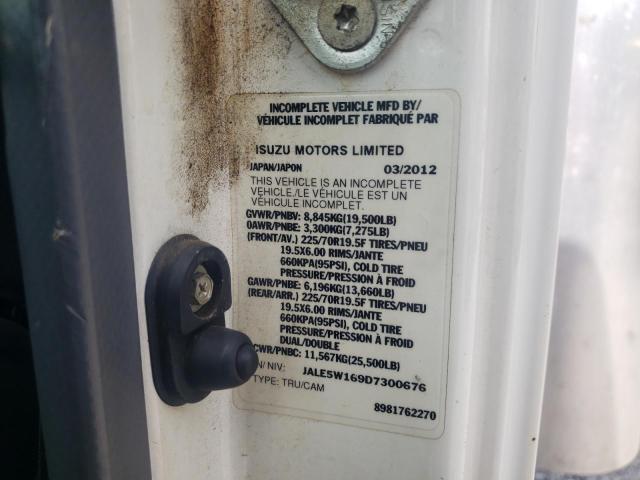 INCOMPLETE VEHICLE MFD BY/
VÉHICULE INCOMPLET FABRIQUÉ PAR
ISUZU MOTORS LIMITED
JAPAN/JAPON 03/2012
THIS VEHICLE IS AN INCOMPLETE
VEHICLE./LE VÉHICULE EST UN
VÉHICULE INCOMPLET.
GVWR/PNBV: 8,845KG(19,500LB)
GAWR/PNBE: 3,300KG(7,275LB)
(FRONT/AV.) 225/70R19.5F TIRES/PNEU
19.5X6.00 RIMS/JANTE
660KPA(95PSI), COLD TIRE
PRESSURE/PRESSION À FROID
GAWR/PNBE: 6,196KG(13,660LB)
(REAR/ARR.) 225/70R19.5F TIRES/PNEU
19.5X6.00 RIMS/JANTE
660KPA(95PSI), COLD TIRE
PRESSURE/PRESSION À FROID
DUAL/DOUBLE
CWR/PNBC: 11,567KG(25,500LB)
N/ NIV: JALE5W169D7300676
TYPE: TRU/CAM
8981762270